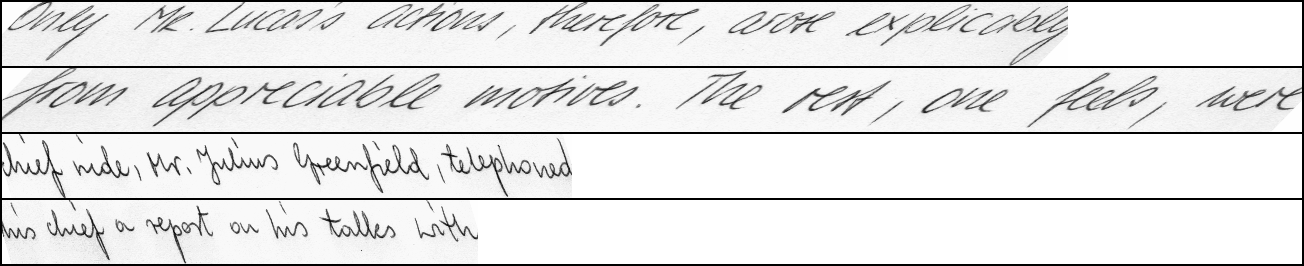 Only Mr. Lucas's actions, therefore, arose explicably
from appreciable motives. The rest, one feels, were
chief aide, Mr. Julius Greenfield, telephoned
his chief a report on his talks with